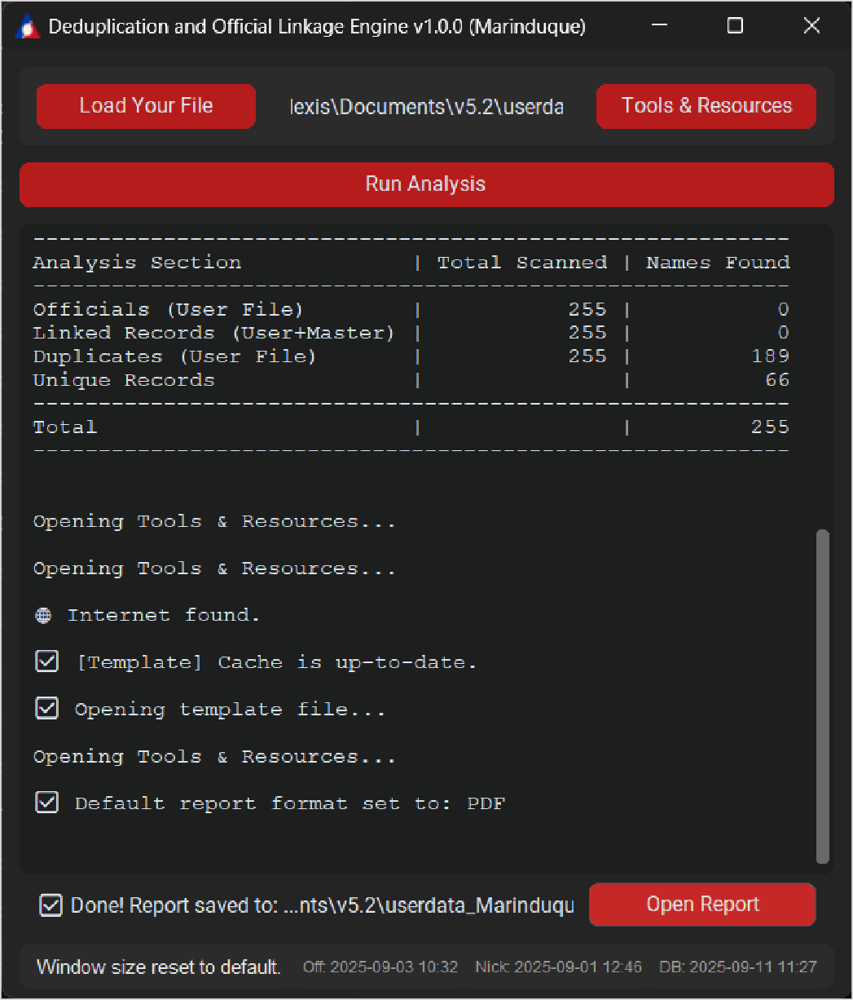 Deduplication and Official Linkage Engine v1.0.0 (Marinduque)
Load Your File lexis\Documents\v5.2\userda Tools & Resources
Run Analysis
----------------------------------------------------------
Analysis Section | Total Scanned | Names Found
----------------------------------------------------------
Officials (User File) | 255 | 0
Linked Records (User+Master) | 255 | 0
Duplicates (User File) | 255 | 189
Unique Records | | 66
----------------------------------------------------------
Total | | 255
----------------------------------------------------------
Opening Tools & Resources...
Opening Tools & Resources...
Internet found.
[Template] Cache is up-to-date.
Opening template file...
Opening Tools & Resources...
Default report format set to: PDF
Done! Report saved to: ...nts\v5.2\userdata_Marinduqu Open Report
Window size reset to default. Off: 2025-09-03 10:32 Nick: 2025-09-01 12:46 DB: 2025-09-11 11:27